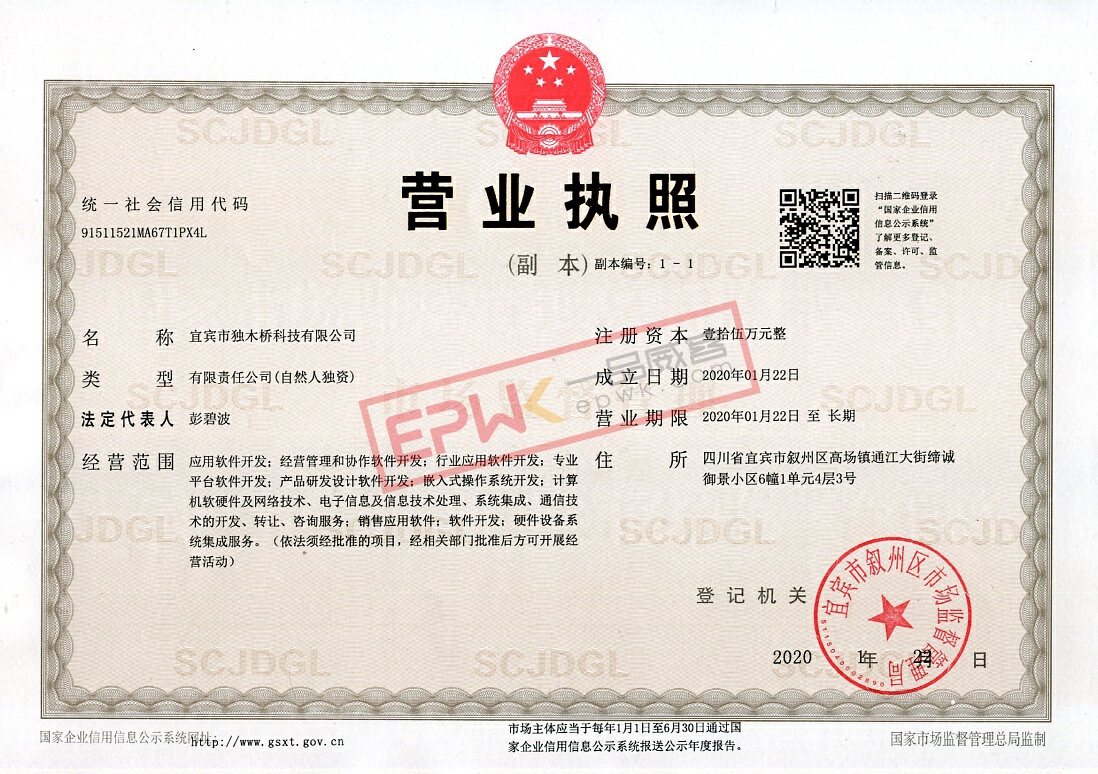 营业执照
(副 本) 副本编号：1-1
统一社会信用代码
91511521MA67T1PX4L
扫描二维码登录
“国家企业信用
信息公示系统”
了解更多登记、
备案、许可、监
管信息。
名 称 宜宾市独木桥科技有限公司
类 型 有限责任公司(自然人独资)
法定代表人 彭碧波
经营范围 应用软件开发；经营管理和协作软件开发；行业应用软件开发；专业
平台软件开发；产品研发设计软件开发；嵌入式操作系统开发；计算
机软硬件及网络技术、电子信息及信息技术处理、系统集成、通信技
术的开发、转让、咨询服务；销售应用软件；软件开发；硬件设备系
统集成服务。（依法须经批准的项目，经相关部门批准后方可开展经
营活动）
注册资本 壹拾伍万元整
成立日期 2020年01月22日
营业期限 2020年01月22日 至 长期
住 所 四川省宜宾市叙州区高场镇通江大街缔诚
御景小区6幢1单元4层3号
EPWK 一品威客
epwk.com
登记机关
宜宾市叙州区市场监督管理局
2020 年 1 月 22 日
国家企业信用信息公示系统网址：http://www.gsxt.gov.cn
市场主体应当于每年1月1日至6月30日通过国
家企业信用信息公示系统报送公示年度报告。
国家市场监督管理总局监制